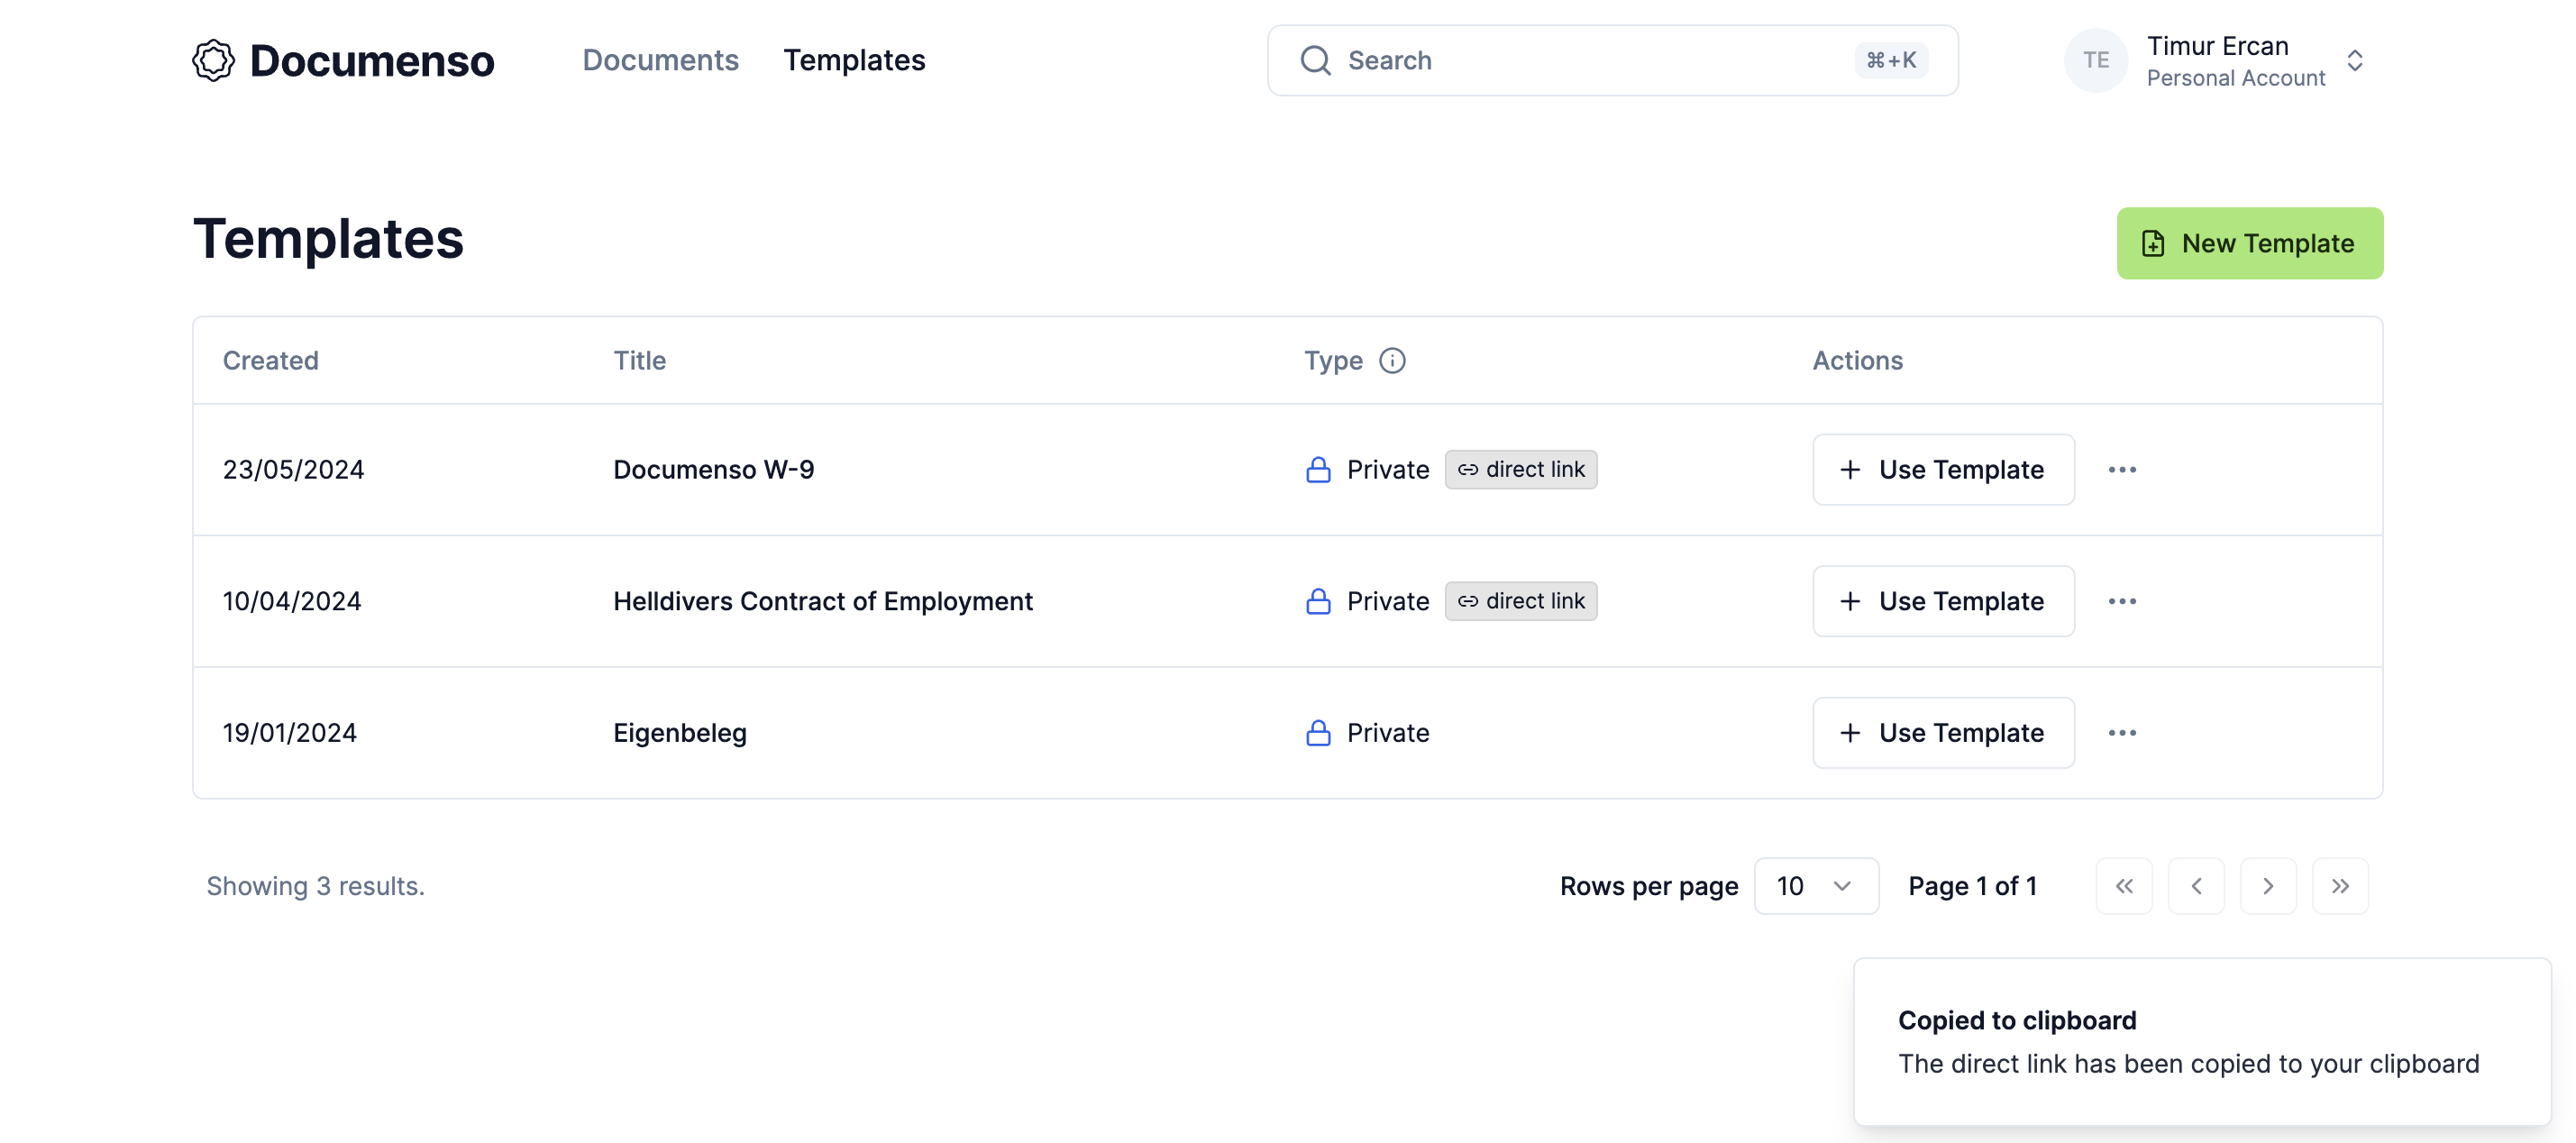 Documenso Documents Templates Search ⌘+K TE Timur Ercan
Personal Account
Templates New Template
Created Title Type Actions
23/05/2024 Documenso W-9 Private direct link Use Template
10/04/2024 Helldivers Contract of Employment Private direct link Use Template
19/01/2024 Eigenbeleg Private Use Template
Showing 3 results. Rows per page 10 Page 1 of 1
Copied to clipboard
The direct link has been copied to your clipboard